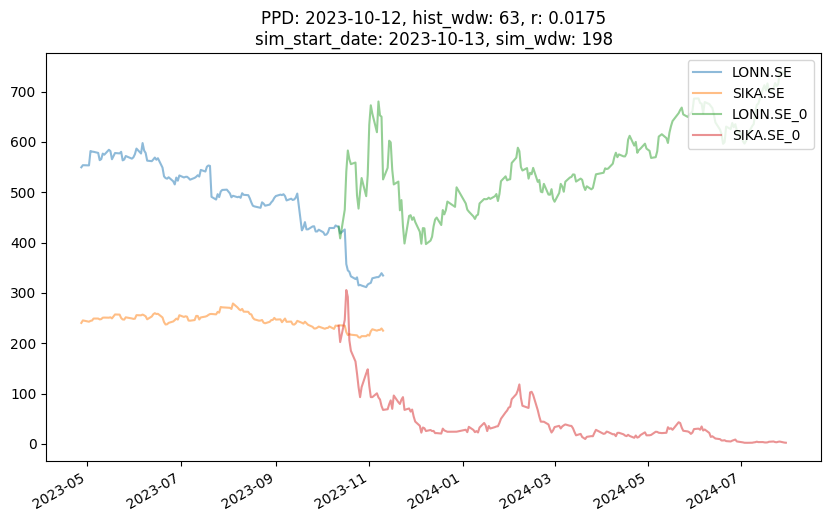 PPD: 2023-10-12, hist_wdw: 63, r: 0.0175
sim_start_date: 2023-10-13, sim_wdw: 198
LONN.SE
SIKA.SE
LONN.SE_0
SIKA.SE_0
700
600
500
400
300
200
100
0
2023-05
2023-07
2023-09
2023-11
2024-01
2024-03
2024-05
2024-07